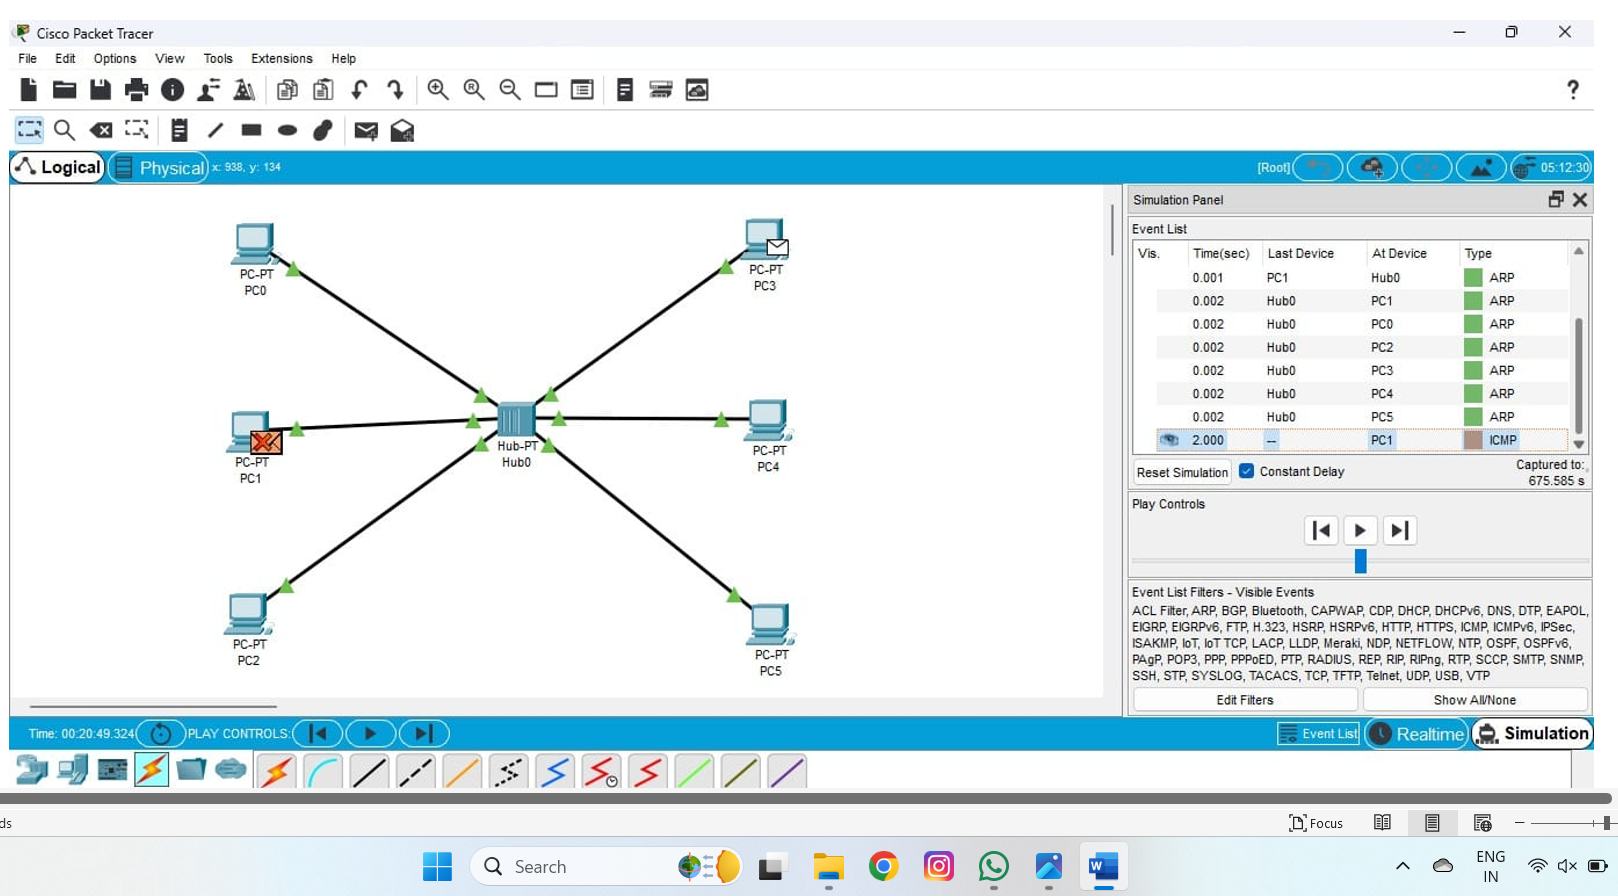 Cisco Packet Tracer
File Edit Options View Tools Extensions Help
?
Logical Physical x: 938, y: 134 [Root] 05:12:30
Simulation Panel
Event List
Vis. Time(sec) Last Device At Device Type
0.001 PC1 Hub0 ARP
0.002 Hub0 PC1 ARP
0.002 Hub0 PC0 ARP
0.002 Hub0 PC2 ARP
0.002 Hub0 PC3 ARP
0.002 Hub0 PC4 ARP
0.002 Hub0 PC5 ARP
2.000 -- PC1 ICMP
Reset Simulation Constant Delay Captured to:
675.585 s
Play Controls
Event List Filters - Visible Events
ACL Filter, ARP, BGP, Bluetooth, CAPWAP, CDP, DHCP, DHCPv6, DNS, DTP, EAPOL,
EIGRP, EIGRPv6, FTP, H.323, HSRP, HSRPv6, HTTP, HTTPS, ICMP, ICMPv6, IPSec,
ISAKMP, IoT, IoT TCP, LACP, LLDP, Meraki, NDP, NETFLOW, NTP, OSPF, OSPFv6,
PAgP, POP3, PPP, PPPoED, PTP, RADIUS, REP, RIP, RIPng, RTP, SCCP, SMTP, SNMP,
SSH, STP, SYSLOG, TACACS, TCP, TFTP, Telnet, UDP, USB, VTP
Edit Filters Show All/None
PC-PT
PC0
PC-PT
PC3
PC-PT
PC1
Hub-PT
Hub0
PC-PT
PC4
PC-PT
PC2
PC-PT
PC5
Time: 00:20:49.324 PLAY CONTROLS: Event List Realtime Simulation
ds Focus
Search
ENG
IN